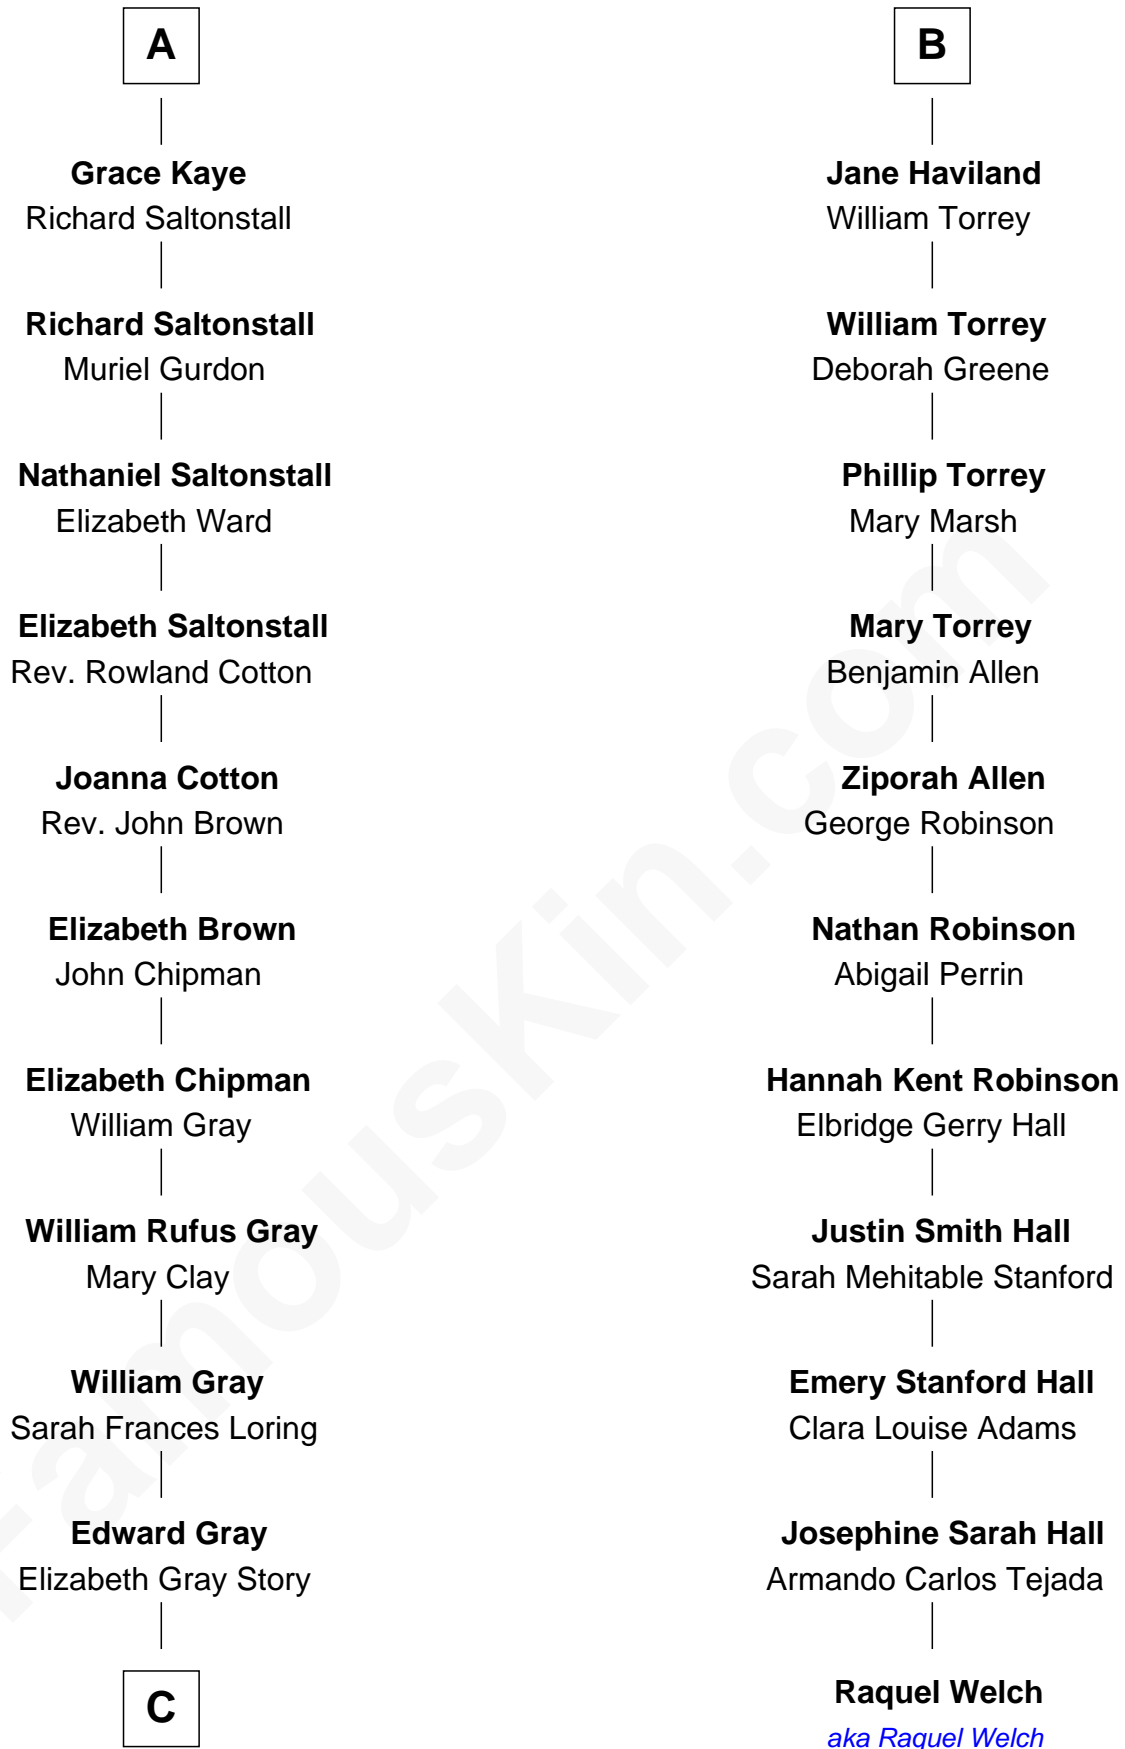 A
Grace Kaye
Richard Saltonstall
Richard Saltonstall
Muriel Gurdon
Nathaniel Saltonstall
Elizabeth Ward
Elizabeth Saltonstall
Rev. Rowland Cotton
Joanna Cotton
Rev. John Brown
Elizabeth Brown
John Chipman
Elizabeth Chipman
William Gray
William Rufus Gray
Mary Clay
William Gray
Sarah Frances Loring
Edward Gray
Elizabeth Gray Story
C
B
Jane Haviland
William Torrey
William Torrey
Deborah Greene
Phillip Torrey
Mary Marsh
Mary Torrey
Benjamin Allen
Ziporah Allen
George Robinson
Nathan Robinson
Abigail Perrin
Hannah Kent Robinson
Elbridge Gerry Hall
Justin Smith Hall
Sarah Mehitable Stanford
Emery Stanford Hall
Clara Louise Adams
Josephine Sarah Hall
Armando Carlos Tejada
Raquel Welch
aka Raquel Welch
FamousKin.com